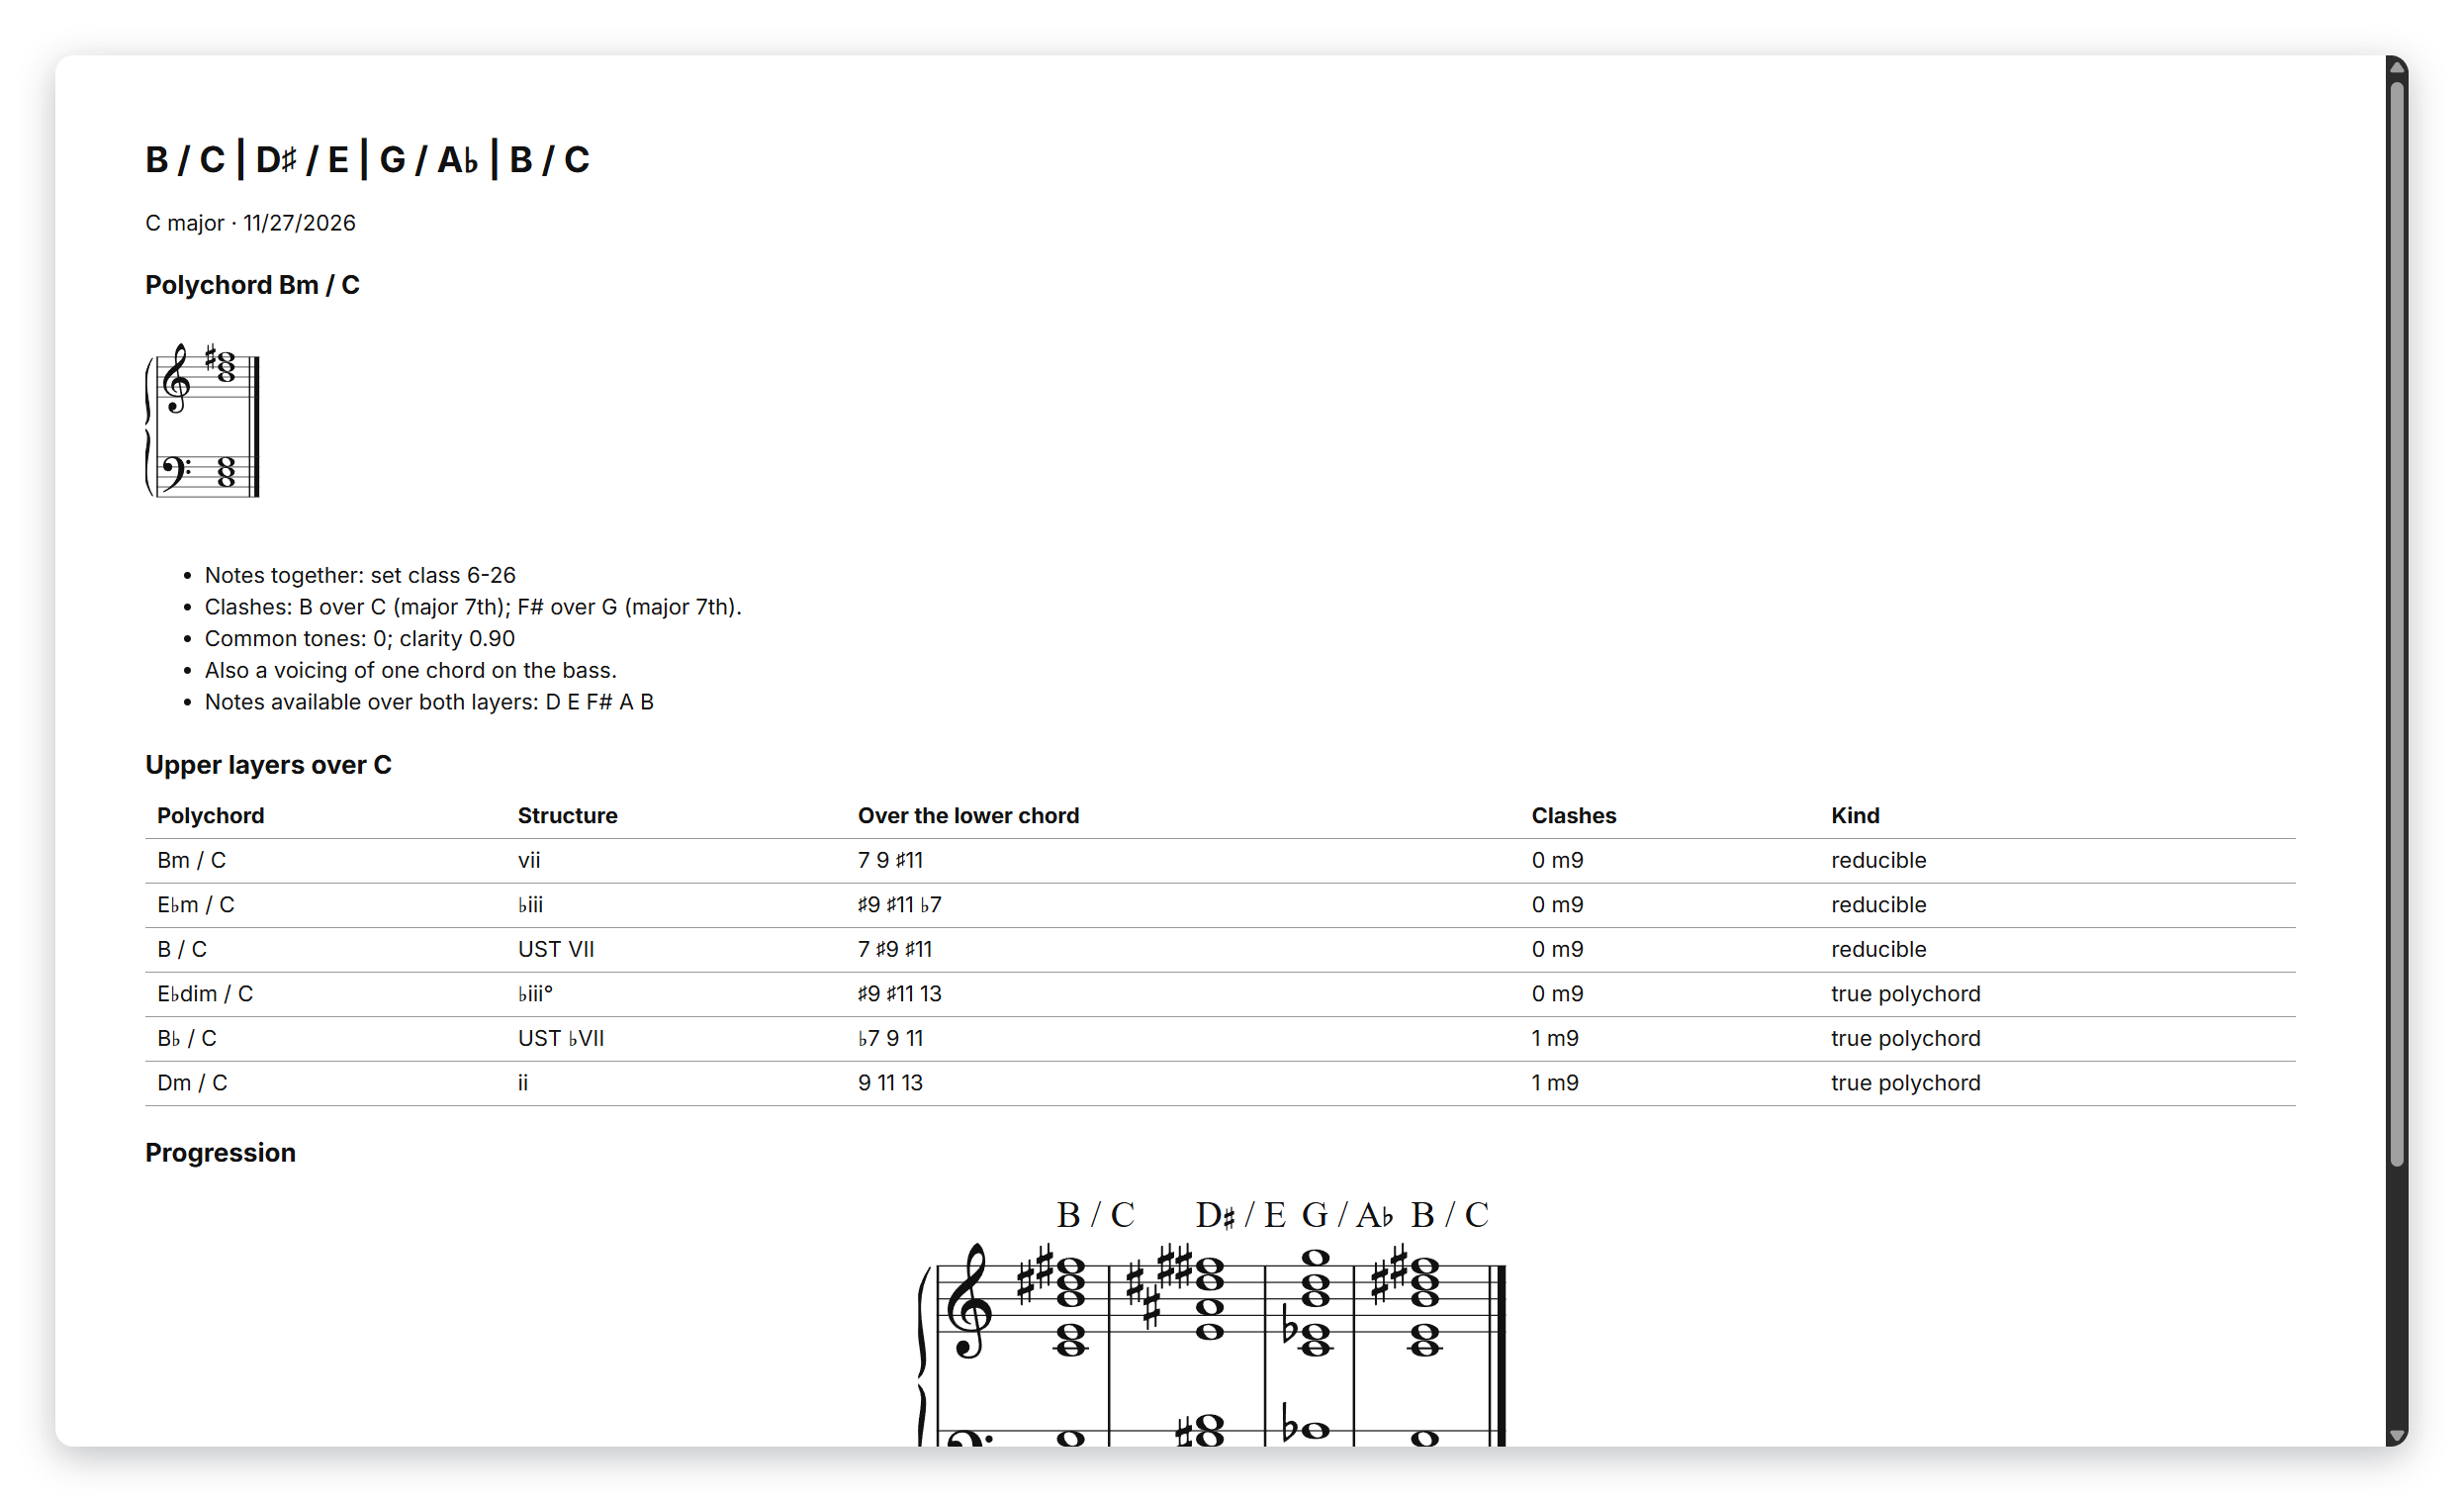 B / C | D♯ / E | G / A♭ | B / C
C major · 11/27/2026
Polychord Bm / C
• Notes together: set class 6-26
• Clashes: B over C (major 7th); F# over G (major 7th).
• Common tones: 0; clarity 0.90
• Also a voicing of one chord on the bass.
• Notes available over both layers: D E F# A B
Upper layers over C
Polychord Structure Over the lower chord Clashes Kind
Bm / C vii 7 9 ♯11 0 m9 reducible
E♭m / C ♭iii ♯9 ♯11 ♭7 0 m9 reducible
B / C UST VII 7 ♯9 ♯11 0 m9 reducible
E♭dim / C ♭iii° ♯9 ♯11 13 0 m9 true polychord
B♭ / C UST ♭VII ♭7 9 11 1 m9 true polychord
Dm / C ii 9 11 13 1 m9 true polychord
Progression
B / C D♯ / E G / A♭ B / C